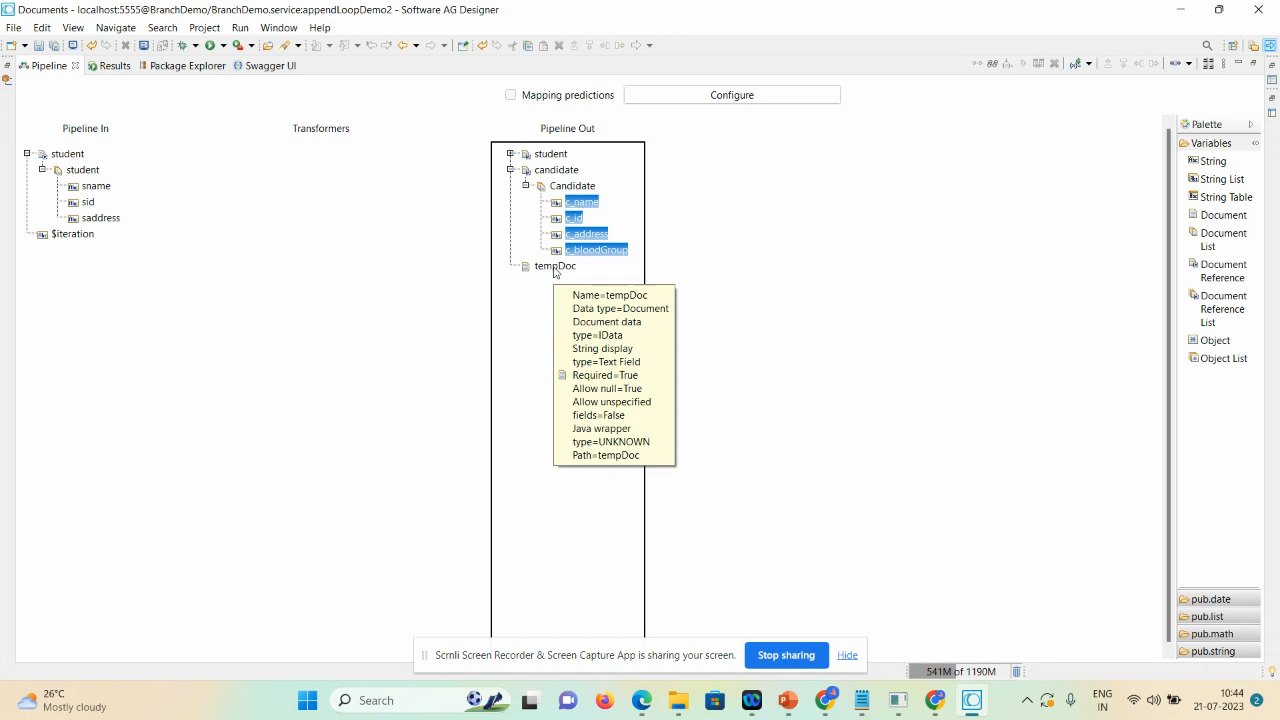 Documents - localhost:5555@BranchDemo/BranchDemo.service:appendLoopDemo2 - Software AG Designer
File Edit View Navigate Search Project Run Window Help
Pipeline Results Package Explorer Swagger UI
Mapping predictions Configure
Pipeline In Transformers Pipeline Out
student
student
sname
sid
saddress
$iteration
student
candidate
Candidate
c_name
c_id
c_address
c_bloodGroup
tempDoc
Name=tempDoc
Data type=Document
Document data
type=IData
String display
type=Text Field
Required=True
Allow null=True
Allow unspecified
fields=False
Java wrapper
type=UNKNOWN
Path=tempDoc
Palette
Variables
String
String List
String Table
Document
Document
List
Document
Reference
Document
Reference
List
Object
Object List
pub.date
pub.list
pub.math
pub.string
Scrnli Screen Recorder & Screen Capture App is sharing your screen. Stop sharing Hide
541M of 1190M
26°C
Mostly cloudy
Search
ENG
IN
10:44
21-07-2023
2